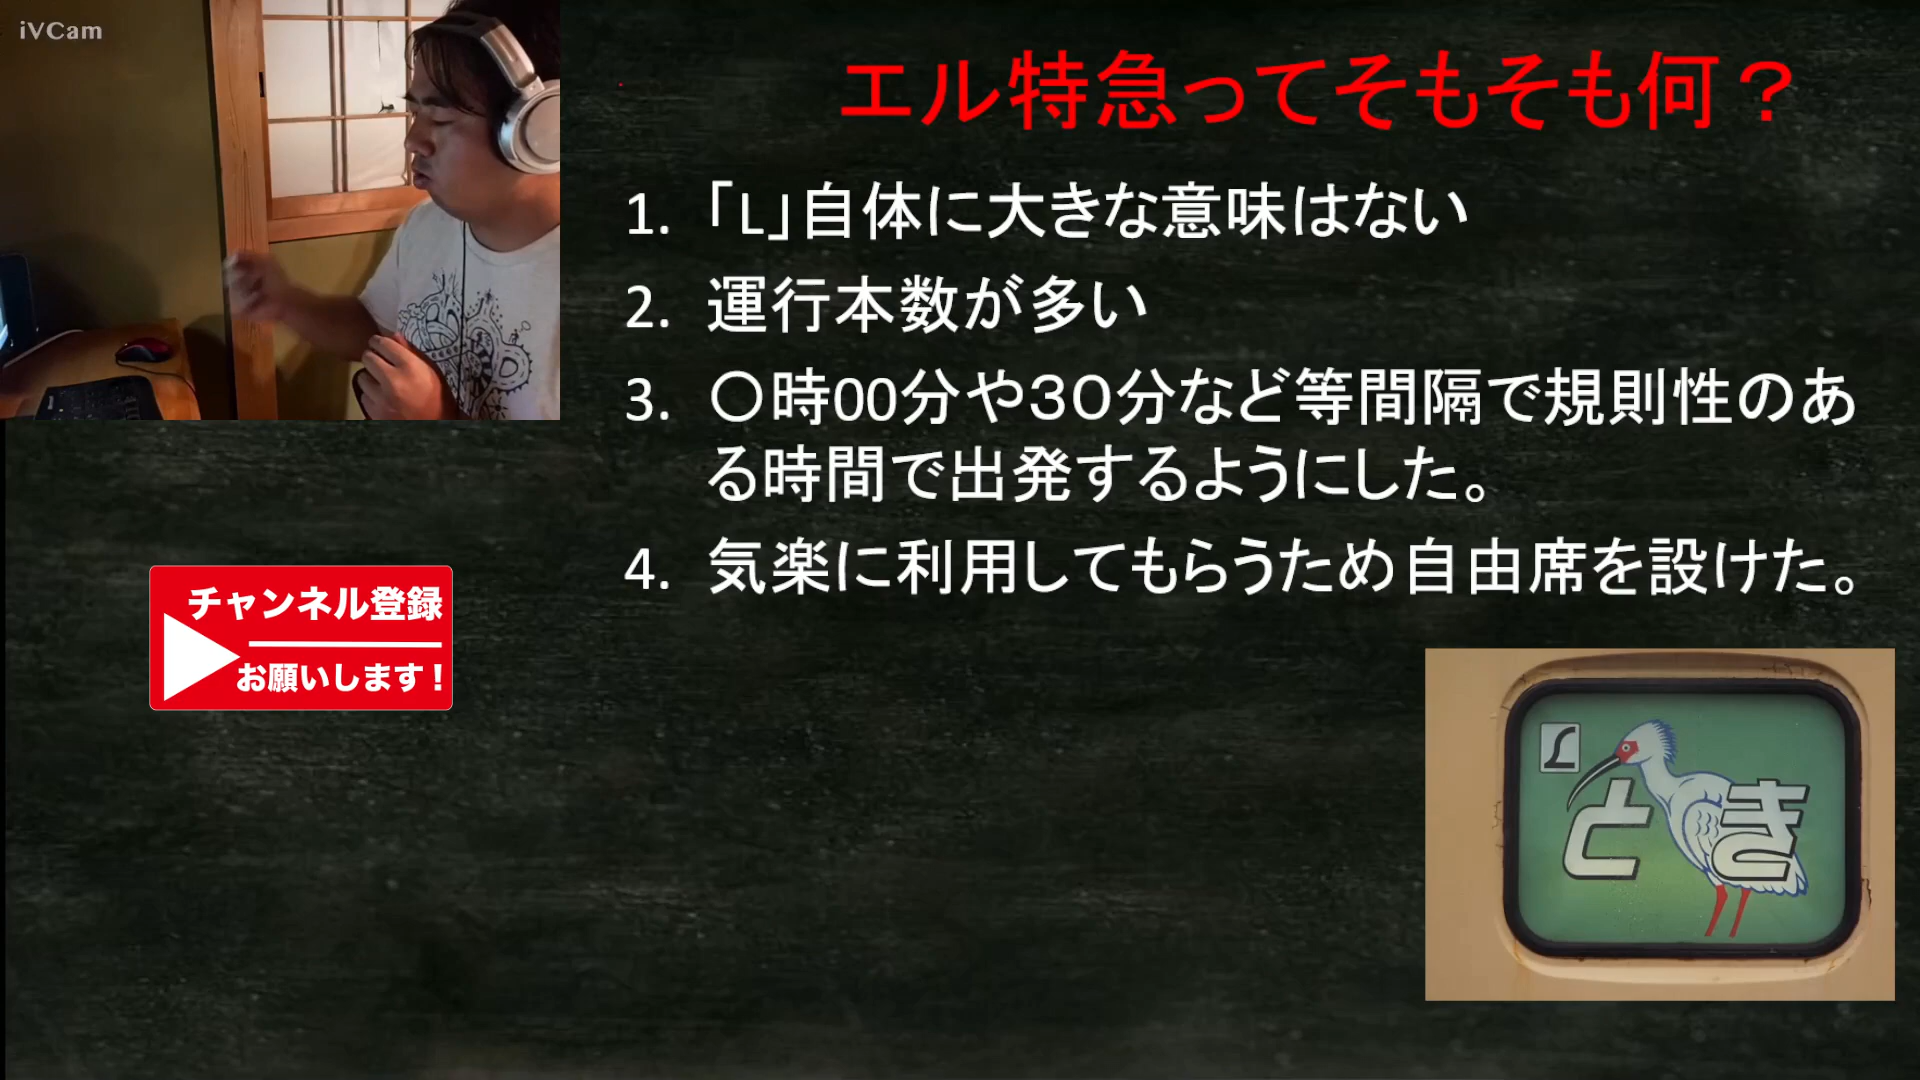 iVCam
エル特急ってそもそも何？
1. 「L」自体に大きな意味はない
2. 運行本数が多い
3. 〇時00分や３０分など等間隔で規則性のあ
る時間で出発するようにした。
4. 気楽に利用してもらうため自由席を設けた。
チャンネル登録
お願いします！
L
とき